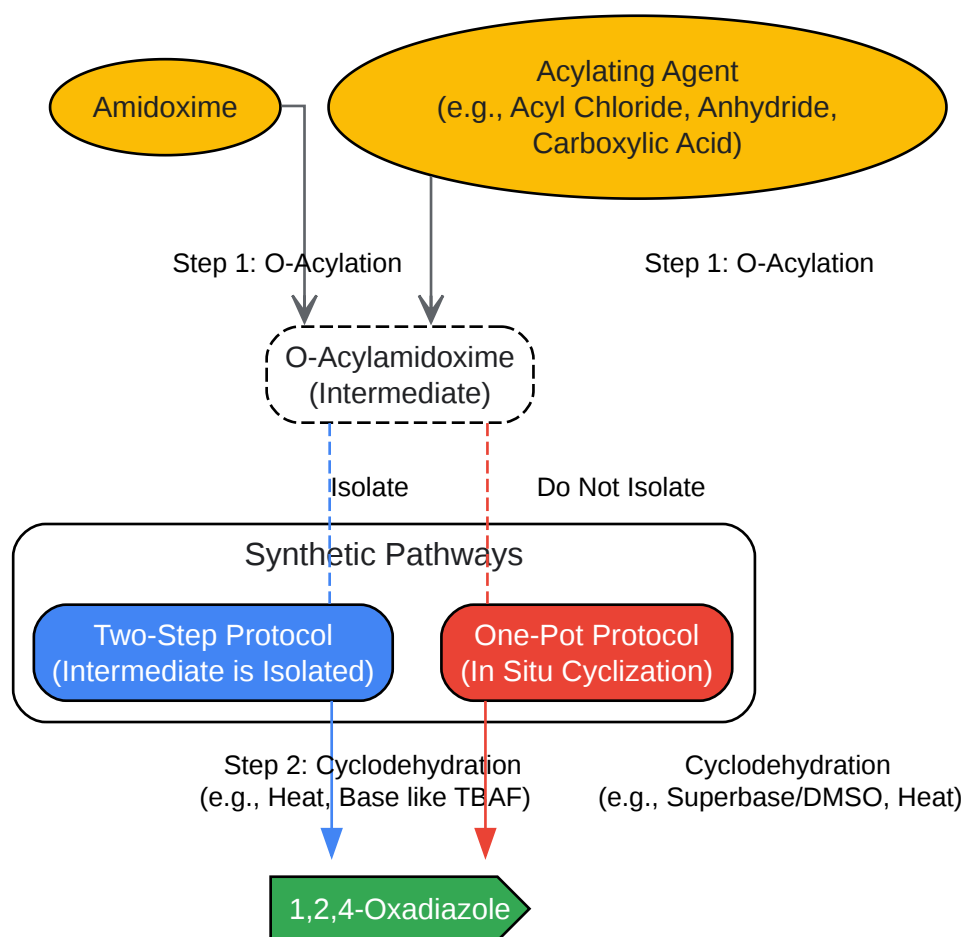 Amidoxime
Acylating Agent
(e.g., Acyl Chloride, Anhydride,
Carboxylic Acid)
Step 1: O-Acylation
Step 1: O-Acylation
O-Acylamidoxime
(Intermediate)
Isolate
Do Not Isolate
Synthetic Pathways
Two-Step Protocol
(Intermediate is Isolated)
One-Pot Protocol
(In Situ Cyclization)
Step 2: Cyclodehydration
(e.g., Heat, Base like TBAF)
Cyclodehydration
(e.g., Superbase/DMSO, Heat)
1,2,4-Oxadiazole